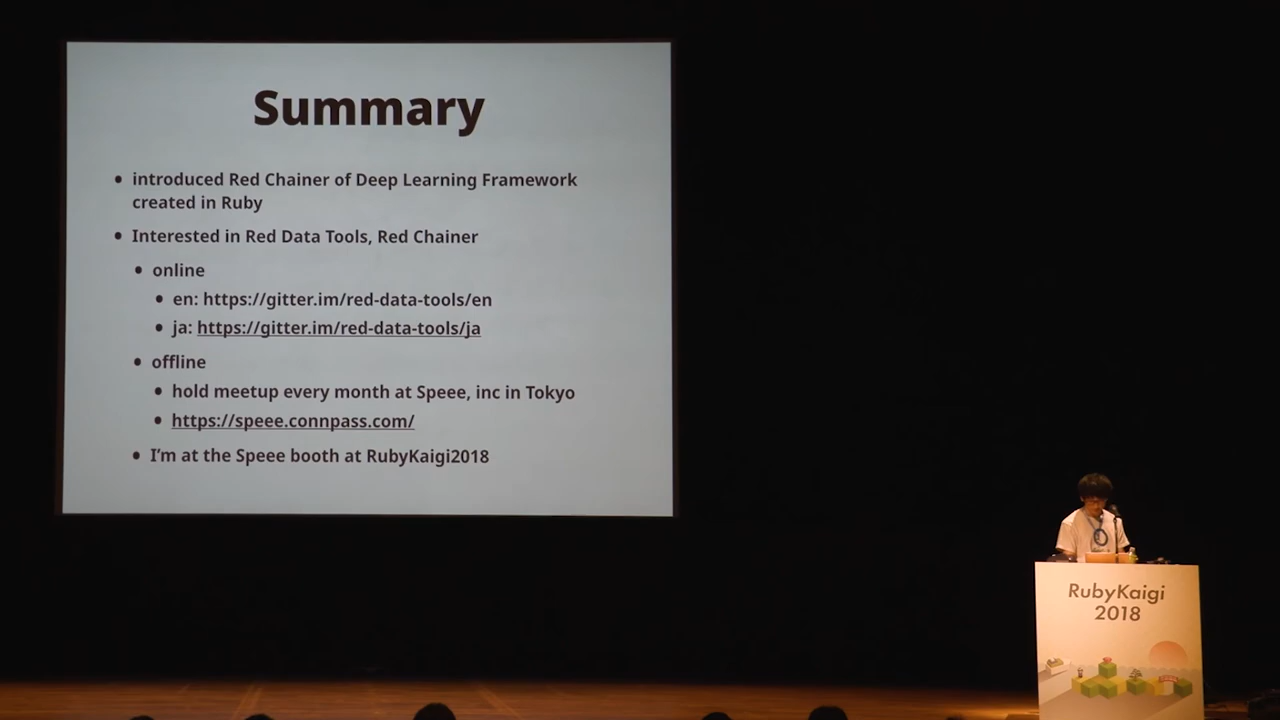 Summary
• introduced Red Chainer of Deep Learning Framework
created in Ruby
• Interested in Red Data Tools, Red Chainer
• online
• en: https://gitter.im/red-data-tools/en
• ja: https://gitter.im/red-data-tools/ja
• offline
• hold meetup every month at Speee, inc in Tokyo
• https://speee.connpass.com/
• I'm at the Speee booth at RubyKaigi2018
RubyKaigi
2018